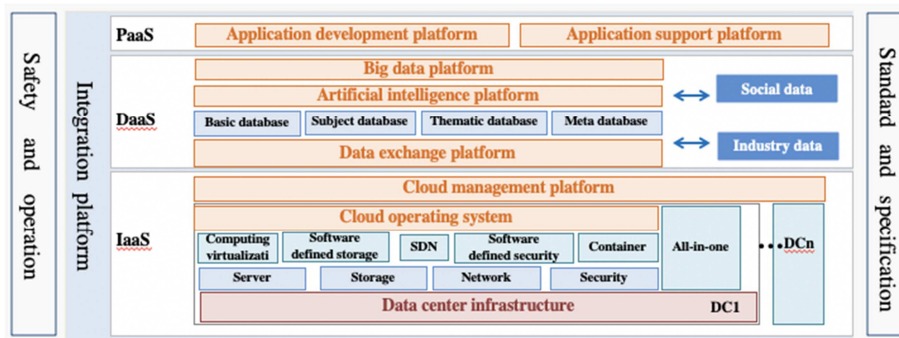 Safety and operation
Integration platform
PaaS
Application development platform
Application support platform
DaaS
Big data platform
Artificial intelligence platform
Basic database
Subject database
Thematic database
Meta database
Data exchange platform
Social data
Industry data
IaaS
Cloud management platform
Cloud operating system
Computing
virtualizati
Software
defined storage
SDN
Software
defined security
Container
All-in-one
•••DCn
Server
Storage
Network
Security
Data center infrastructure
DC1
Standard and specification